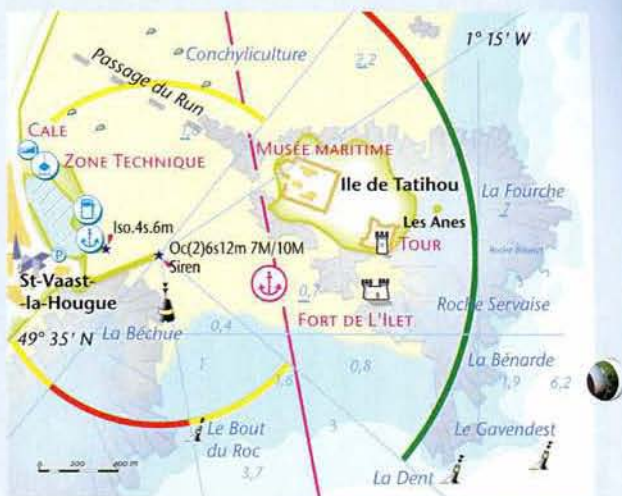 1° 15' W
Conchyliculture
2,2
Passage du Run
CALE
ZONE TECHNIQUE
MUSÉE MARITIME
Ile de Tatihou
La Fourche
Les Anes
TOUR
Iso.4s.6m
Oc(2)6s12m 7M/10M
Siren
P
St-Vaast-
-la-Hougue
La Béchue
0,7
FORT DE L'ILET
Roche Servaise
49° 35' N
0,4
1
1,6
0,8
La Bénarde
1,9
6,2
Le Bout
du Roc
3
3,7
Le Gavendest
La Dent
0
200
400 m